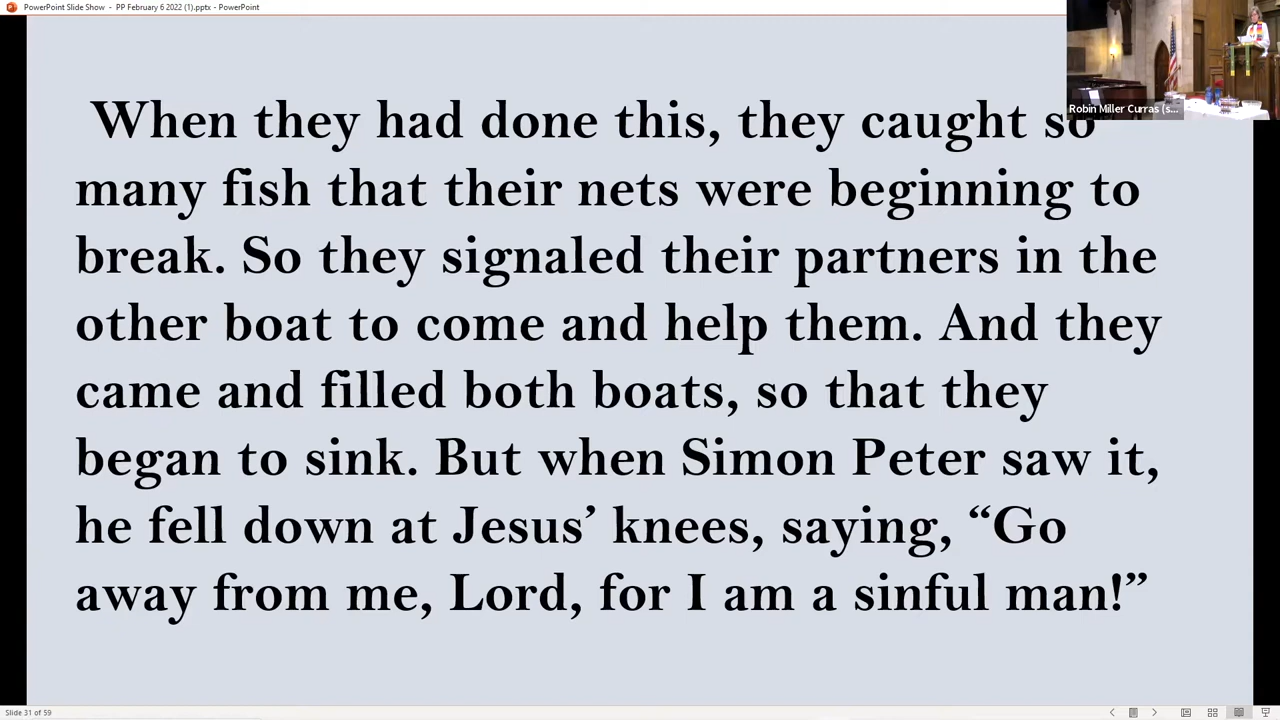 PowerPoint Slide Show - PP February 6 2022 (1).pptx - PowerPoint
Robin Miller Curras (s...
When they had done this, they caught so
many fish that their nets were beginning to
break. So they signaled their partners in the
other boat to come and help them. And they
came and filled both boats, so that they
began to sink. But when Simon Peter saw it,
he fell down at Jesus’ knees, saying, “Go
away from me, Lord, for I am a sinful man!”
Slide 31 of 59